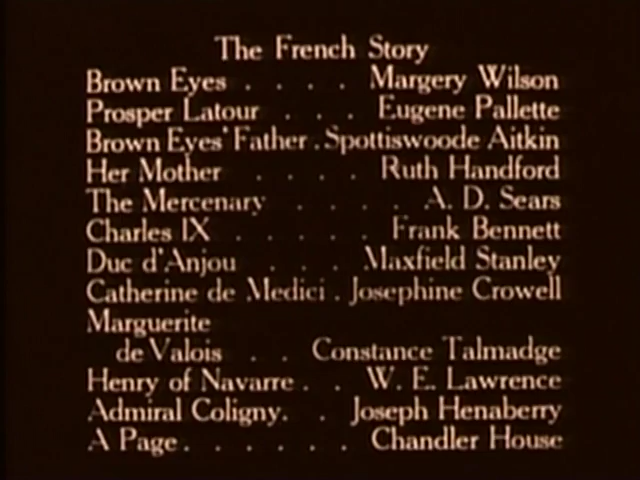 The French Story
Brown Eyes . . . . Margery Wilson
Prosper Latour . . . Eugene Pallette
Brown Eyes' Father . Spottiswoode Aitkin
Her Mother . . . . Ruth Handford
The Mercenary . . . . A. D. Sears
Charles IX . . . . . Frank Bennett
Duc d'Anjou . . . Maxfield Stanley
Catherine de Medici . Josephine Crowell
Marguerite
de Valois . . Constance Talmadge
Henry of Navarre . . W. E. Lawrence
Admiral Coligny . . Joseph Henaberry
A Page . . . . . . Chandler House